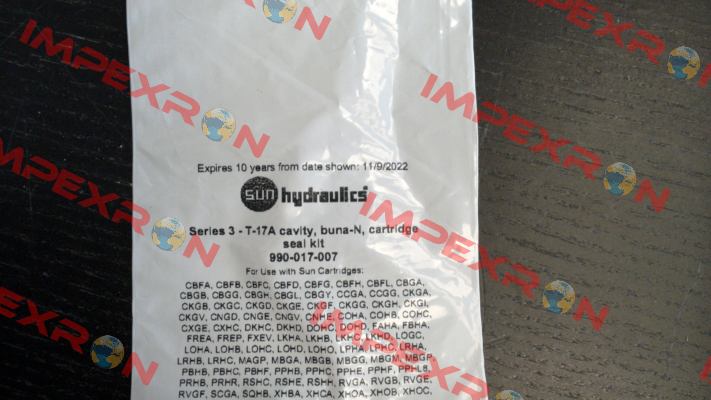 Expires 10 years from date shown: 11/9/2022
sun hydraulics
Series 3 - T-17A cavity, buna-N, cartridge
seal kit
990-017-007
For Use with Sun Cartridges:
CBFA, CBFB, CBFC, CBFD, CBFG, CBFH, CBFL, CBGA,
CBGB, CBGG, CBGH, CBGL, CBGY, CCGA, CCGG, CKGA,
CKGB, CKGC, CKGD, CKGE, CKGF, CKGG, CKGH, CKGI,
CKGV, CNGD, CNGE, CNGV, CNHE, COHA, COHB, COHC,
CXGE, CXHC, DKHC, DKHD, DOHC, DOHD, FAHA, FBHA,
FREA, FREP, FXEV, LKHA, LKHB, LKHC, LKHD, LOGC,
LOHA, LOHB, LOHC, LOHD, LOHO, LPHA, LPHC, LRHA,
LRHB, LRHC, MAGP, MBGA, MBGB, MBGG, MBGM, MBGP,
PBHB, PBHC, PBHF, PPHB, PPHC, PPHE, PPHF, PPHL8,
PRHB, PRHR, RSHC, RSHE, RSHH, RVGA, RVGB, RVGE,
RVGF, SCGA, SQHB, XHBA, XHCA, XHOA, XHOB, XHOC,
IMPEXRON
IMPEXRON
IMPEXRON
IMPEXRON
IMPEXRON
IMPEXRON